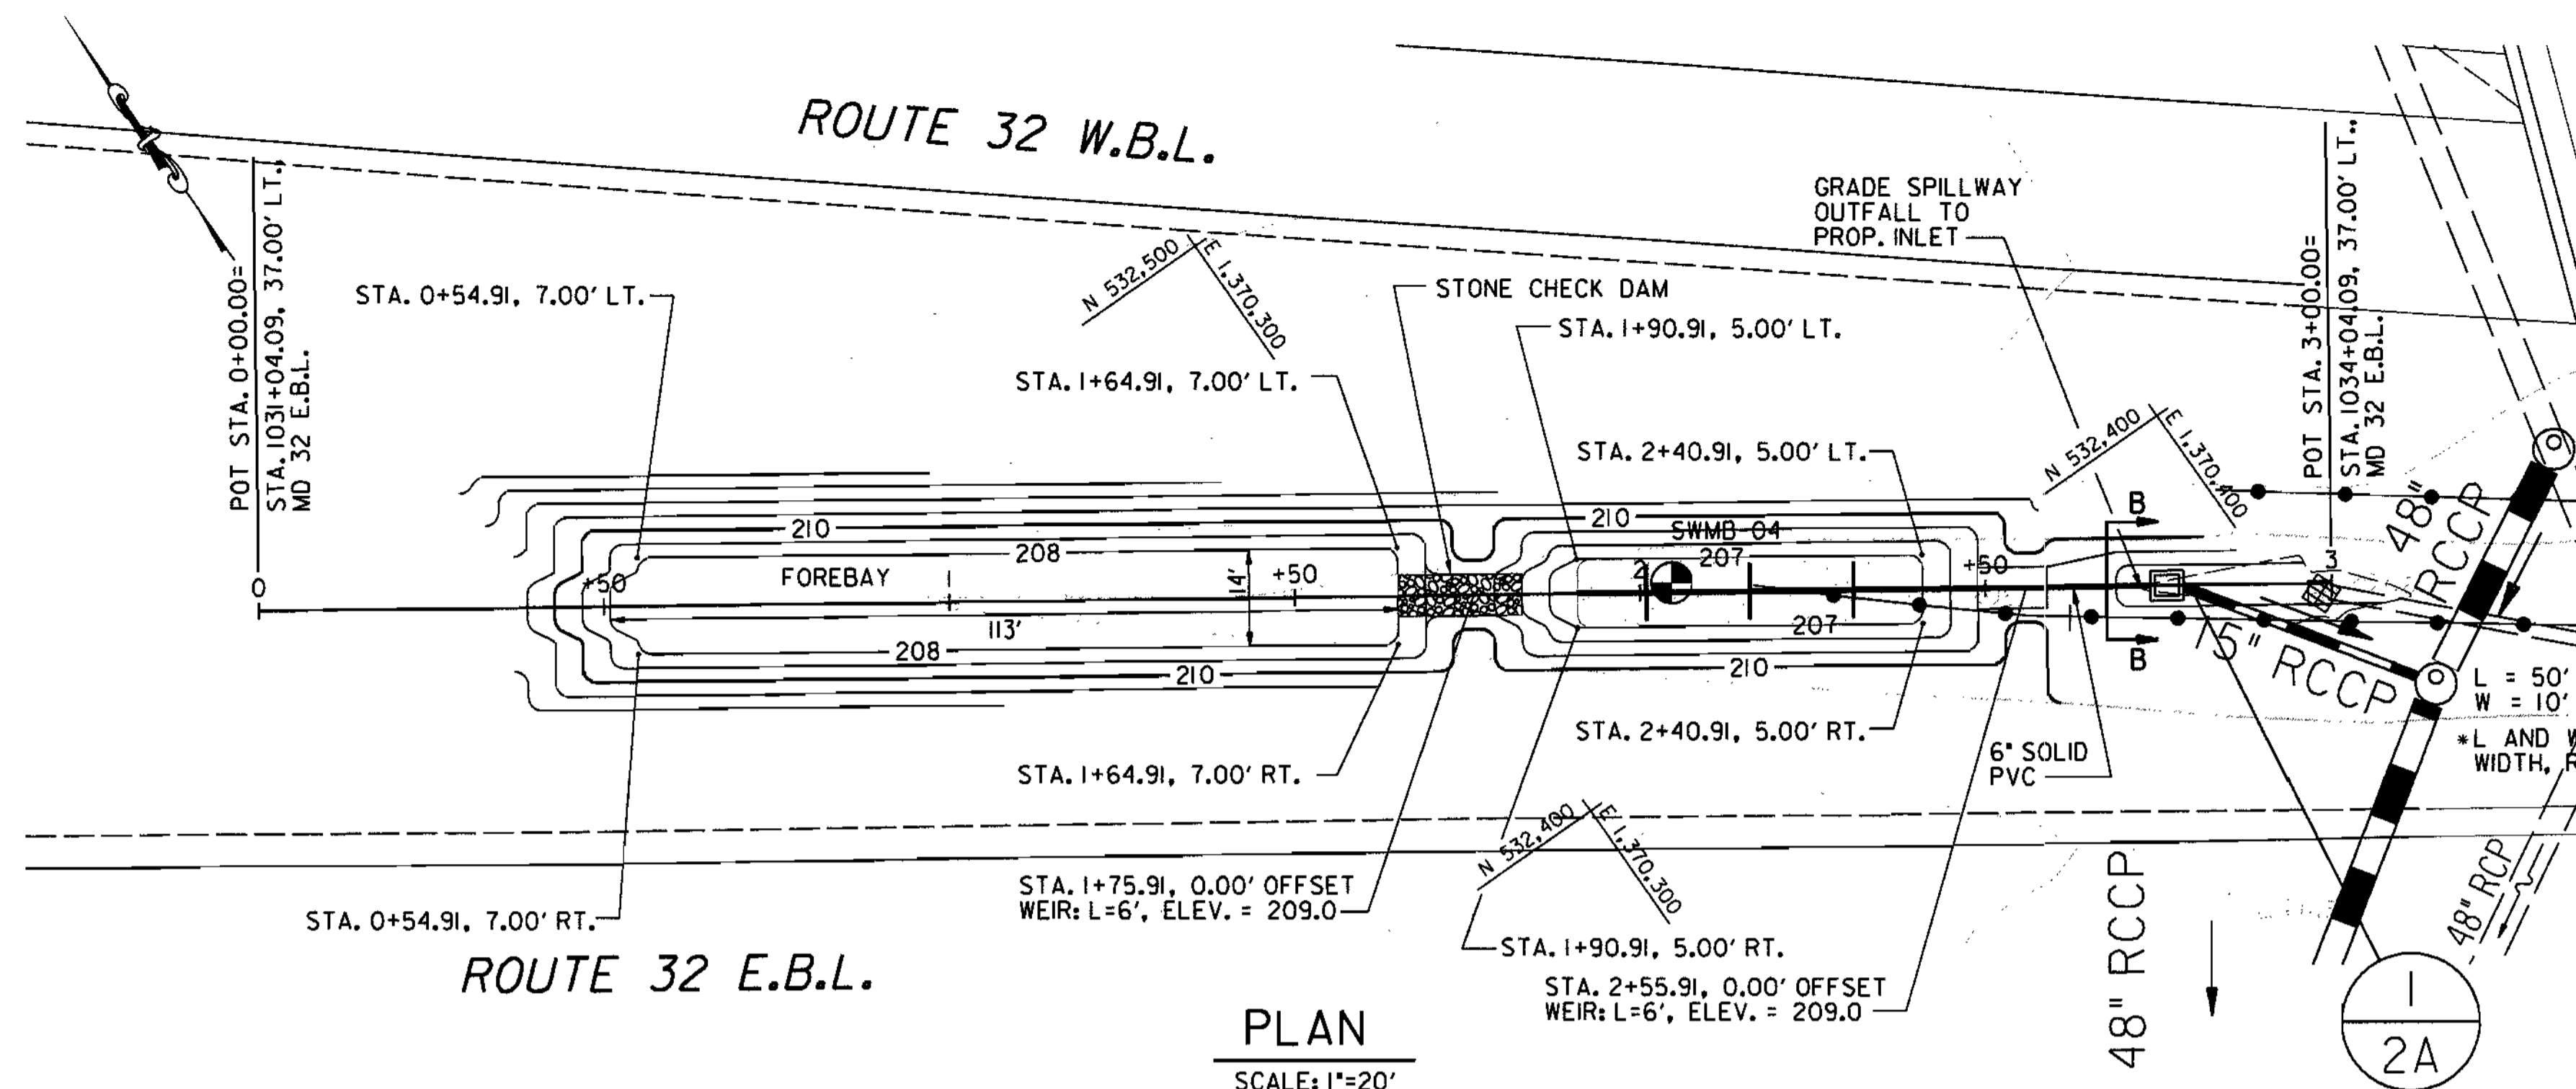 ROUTE 32 W.B.L.
POT STA. 0+00.00=
STA. 1031+04.09, 37.00' LT.,
MD 32 E.B.L.
STA. 0+54.91, 7.00' LT.
N 532,500
E 1,370,300
STONE CHECK DAM
STA. 1+90.91, 5.00' LT.
STA. 1+64.91, 7.00' LT.
GRADE SPILLWAY
OUTFALL TO
PROP. INLET
POT STA. 3+00.00=
STA. 1034+04.09, 37.00' LT.,
MD 32 E.B.L.
STA. 2+40.91, 5.00' LT.
N 532,400
E 1,370,400
48" RCCP
B
210
210
SWMB-04
208
207
FOREBAY
0
+50
1
14'
+50
2
+50
3
113'
207
208
210
210
B
15" RCCP
L = 50'
W = 10'
*L AND W
WIDTH, R
STA. 2+40.91, 5.00' RT.
6" SOLID
PVC
STA. 1+64.91, 7.00' RT.
N 532,400
E 1,370,300
STA. 1+75.91, 0.00' OFFSET
WEIR: L=6', ELEV. = 209.0
STA. 0+54.91, 7.00' RT.
STA. 1+90.91, 5.00' RT.
ROUTE 32 E.B.L.
STA. 2+55.91, 0.00' OFFSET
WEIR: L=6', ELEV. = 209.0
48" RCCP
48" RCP
1
2A
PLAN
SCALE: 1"=20'